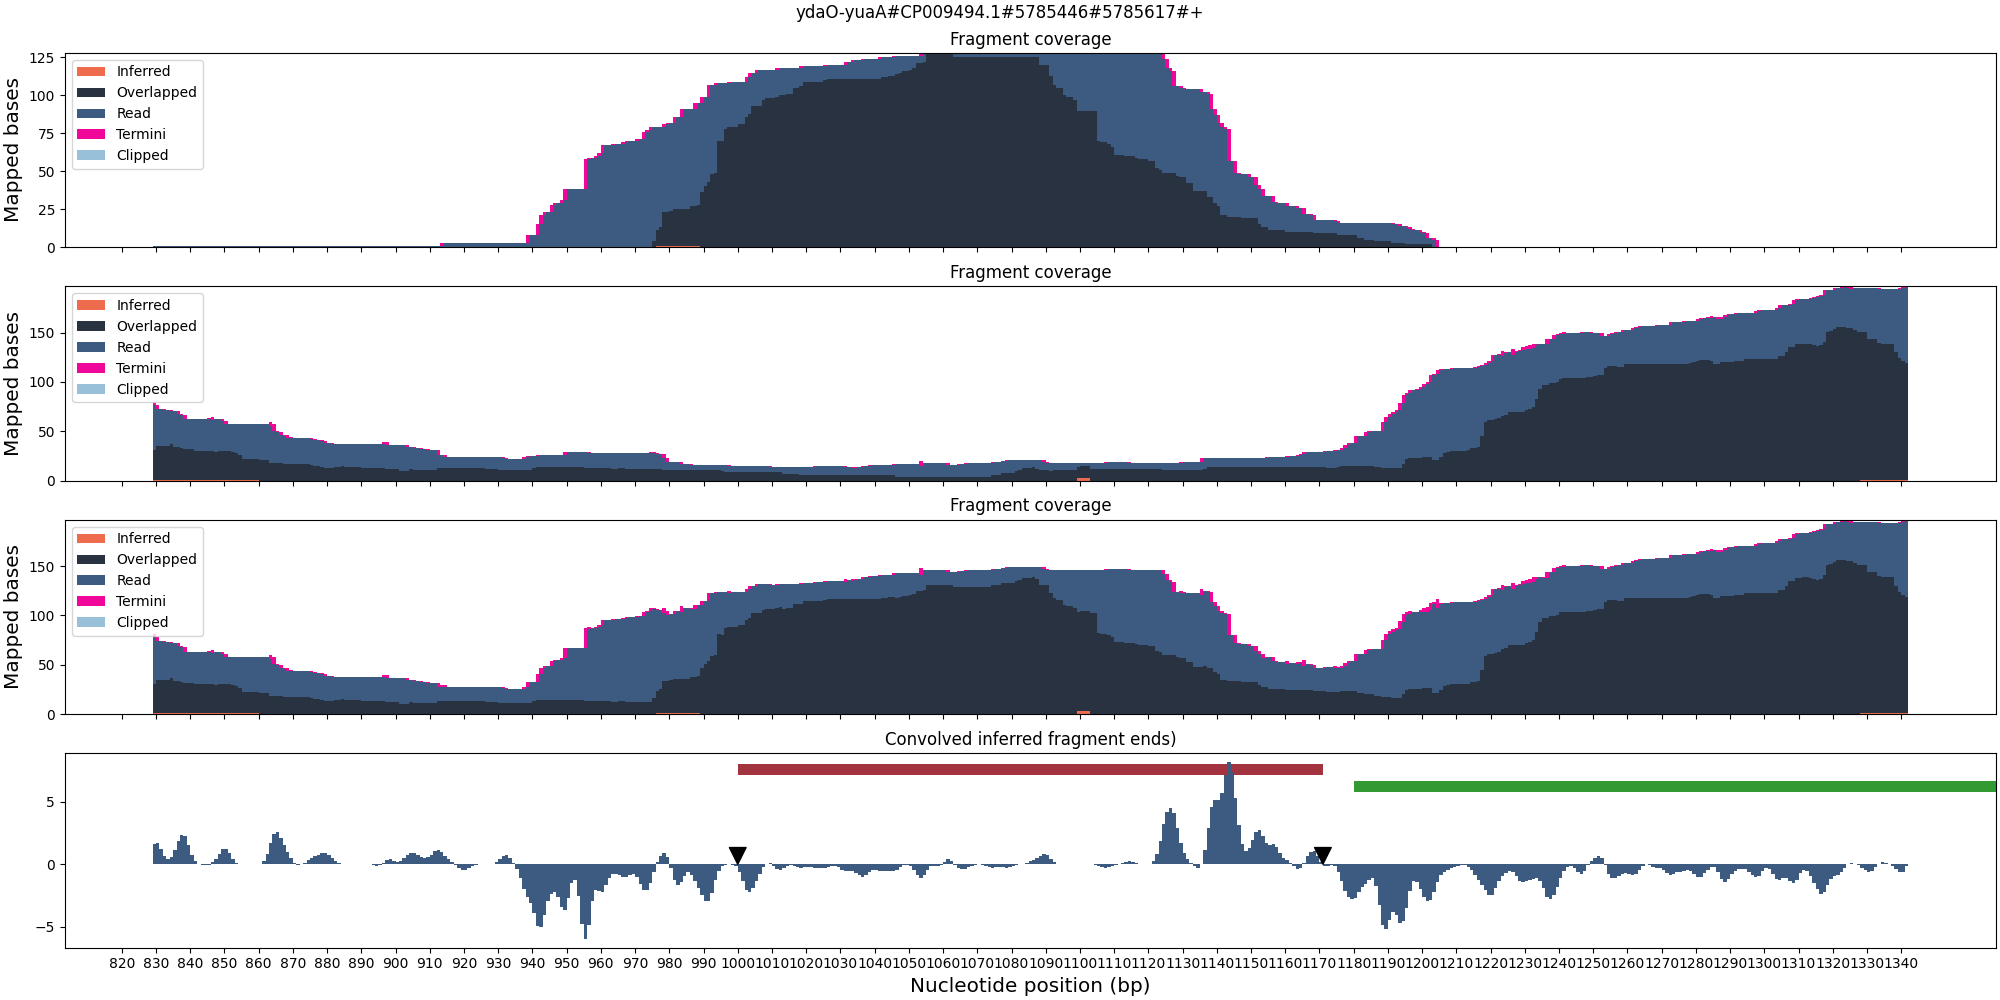 ydaO-yuaA#CP009494.1#5785446#5785617#+
Fragment coverage
Mapped bases
125
100
75
50
25
0
Inferred
Overlapped
Read
Termini
Clipped
Fragment coverage
Mapped bases
150
100
50
0
Inferred
Overlapped
Read
Termini
Clipped
Fragment coverage
Mapped bases
150
100
50
0
Inferred
Overlapped
Read
Termini
Clipped
Convolved inferred fragment ends)
5
0
−5
820 830 840 850 860 870 880 890 900 910 920 930 940 950 960 970 980 990 1000 1010 1020 1030 1040 1050 1060 1070 1080 1090 1100 1110 1120 1130 1140 1150 1160 1170 1180 1190 1200 1210 1220 1230 1240 1250 1260 1270 1280 1290 1300 1310 1320 1330 1340
Nucleotide position (bp)